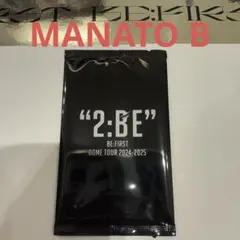 MANATO B
"2:BE"
BE:FIRST
DOME TOUR 2024-2025